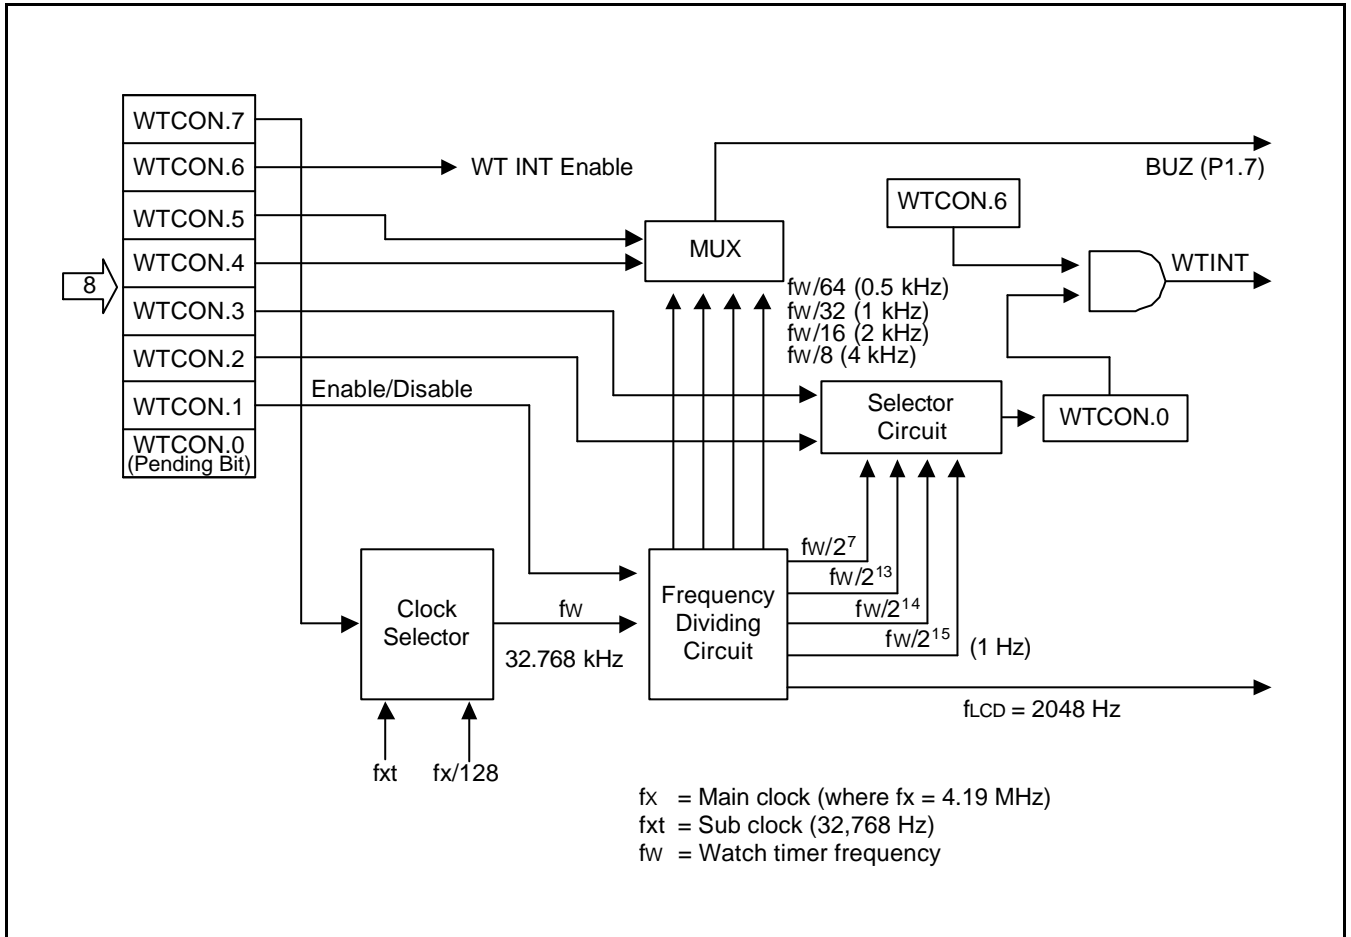 WTCON.7
WTCON.6
WTCON.5
WTCON.4
WTCON.3
WTCON.2
WTCON.1
WTCON.0
(Pending Bit)
8
WT INT Enable
Enable/Disable
MUX
BUZ (P1.7)
WTCON.6
WTINT
fW/64 (0.5 kHz)
fW/32 (1 kHz)
fW/16 (2 kHz)
fW/8 (4 kHz)
Selector
Circuit
WTCON.0
Clock
Selector
fW
32.768 kHz
Frequency
Dividing
Circuit
fW/2⁷
fW/2¹³
fW/2¹⁴
fW/2¹⁵
(1 Hz)
fLCD = 2048 Hz
fxt
fx/128
fX = Main clock (where fx = 4.19 MHz)
fxt = Sub clock (32,768 Hz)
fW = Watch timer frequency